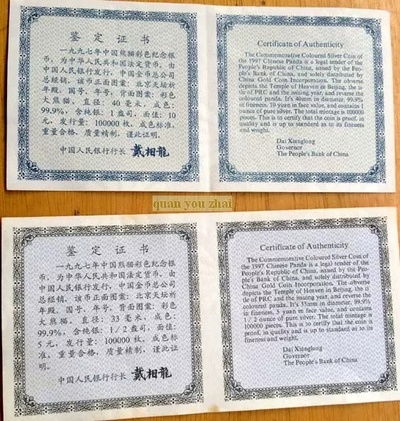 鉴定证书
一九九七年中国熊猫彩色纪念银
币，为中华人民共和国法定货币，由
中国人民银行发行，中国金币总公司
总经销，该币正面图案：北京天坛祈
年殿、国号、年号，背面图案：彩色
大熊猫，直径：40毫米，成色：
99.9%，含纯银：1盎司，面值：10
元，发行量：100000枚，成色标准，
重量合格，质量精制，谨此证明。
中国人民银行行长 戴相龙
Certificate of Authenticity
The Commemorative Coloured Silver Coin of
the 1997 Chinese Panda is a legal tender of the
People's Republic of China, issued by the Peo-
ple's Bank of China, and solely distributed by
China Gold Coin Incorporation. The obverse
depicts the Temple of Heaven in Beijing, the ti-
tle of PRC and the issuing year, and reverse the
coloured panda. It's 40mm in diameter, 99.9%
of fineness, 10 yuan in face value, and contains 1
ounce of pure silver. The total mintage is 100000
pieces. This is to certify that the coin is proof, in
quality and is up to standard as to its fineness
and weight.
Dai Xianglong
Governor
The People's Bank of China
quan you zhai
鉴定证书
一九九七年中国熊猫彩色纪念银
币，为中华人民共和国法定货币，由
中国人民银行发行，中国金币总公司
总经销，该币正面图案：北京天坛祈
年殿、国号、年号，背面图案：彩色
大熊猫，直径：33毫米，成色：
99.9%，含纯银：1/2盎司，面值：
5元，发行量：100000枚，成色标
准，重量合格，质量精制，谨此证
明。
中国人民银行行长 戴相龙
Certificate of Authenticity
The Commemorative Coloured Silver Coin of
the 1997 Chinese Panda is a legal tender of the
People's Republic of China, issued by the Peo-
ple's Bank of China, and solely distributed by
China Gold Coin Incorporation. The obverse
depicts the Temple of Heaven in Beijing, the ti-
tle of PRC and the issuing year, and reverse the
coloured panda. It's 33mm in diameter, 99.9%
of fineness, 5 yuan in face value, and contains
1/2 ounce of pure silver. The total mintage is
100000 pieces. This is to certify that the coin is
proof, in quality and is up to standard as to its
fineness and weight.
Dai Xianglong
Governor
The People's Bank of China